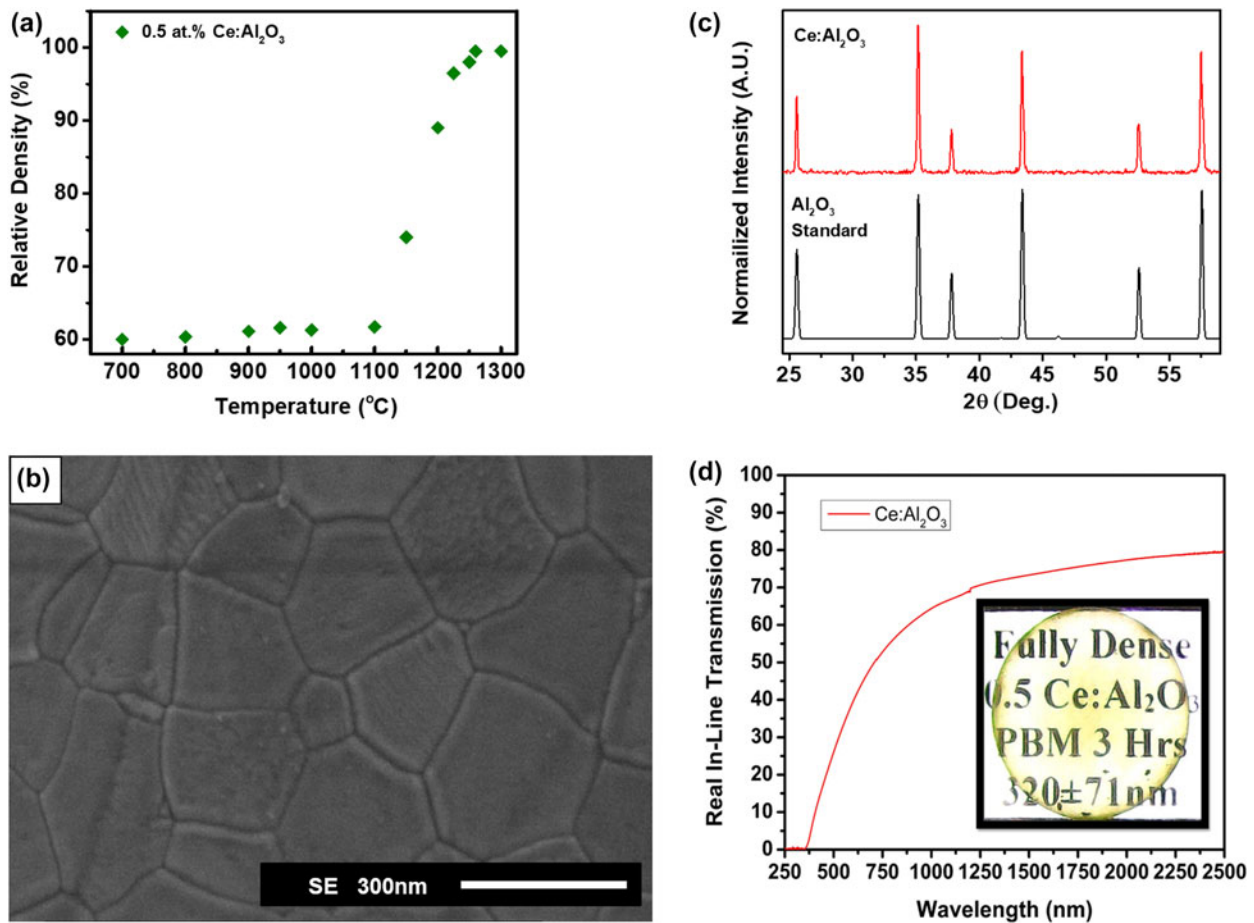 (a)
0.5 at.% Ce:Al₂O₃
100
90
80
70
60
Relative Density (%)
700 800 900 1000 1100 1200 1300
Temperature (°C)
(c)
Ce:Al₂O₃
Al₂O₃
Standard
Normailized Intensity (A.U.)
25 30 35 40 45 50 55
2θ (Deg.)
(b)
SE 300nm
(d)
Ce:Al₂O₃
100
90
80
70
60
50
40
30
20
10
0
Real In-Line Transmission (%)
Fully Dense
0.5 Ce:Al₂O₃
PBM 3 Hrs
320±71nm
250 500 750 1000 1250 1500 1750 2000 2250 2500
Wavelength (nm)